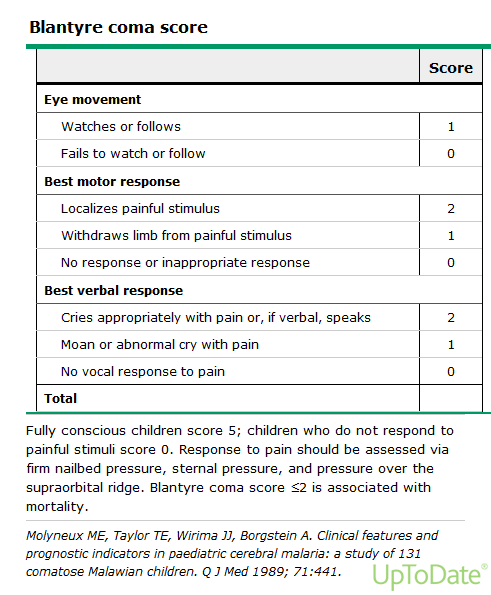 Blantyre coma score
Score
Eye movement
Watches or follows 1
Fails to watch or follow 0
Best motor response
Localizes painful stimulus 2
Withdraws limb from painful stimulus 1
No response or inappropriate response 0
Best verbal response
Cries appropriately with pain or, if verbal, speaks 2
Moan or abnormal cry with pain 1
No vocal response to pain 0
Total
Fully conscious children score 5; children who do not respond to
painful stimuli score 0. Response to pain should be assessed via
firm nailbed pressure, sternal pressure, and pressure over the
supraorbital ridge. Blantyre coma score ≤2 is associated with
mortality.
Molyneux ME, Taylor TE, Wirima JJ, Borgstein A. Clinical features and
prognostic indicators in paediatric cerebral malaria: a study of 131
comatose Malawian children. Q J Med 1989; 71:441.
UpToDate®